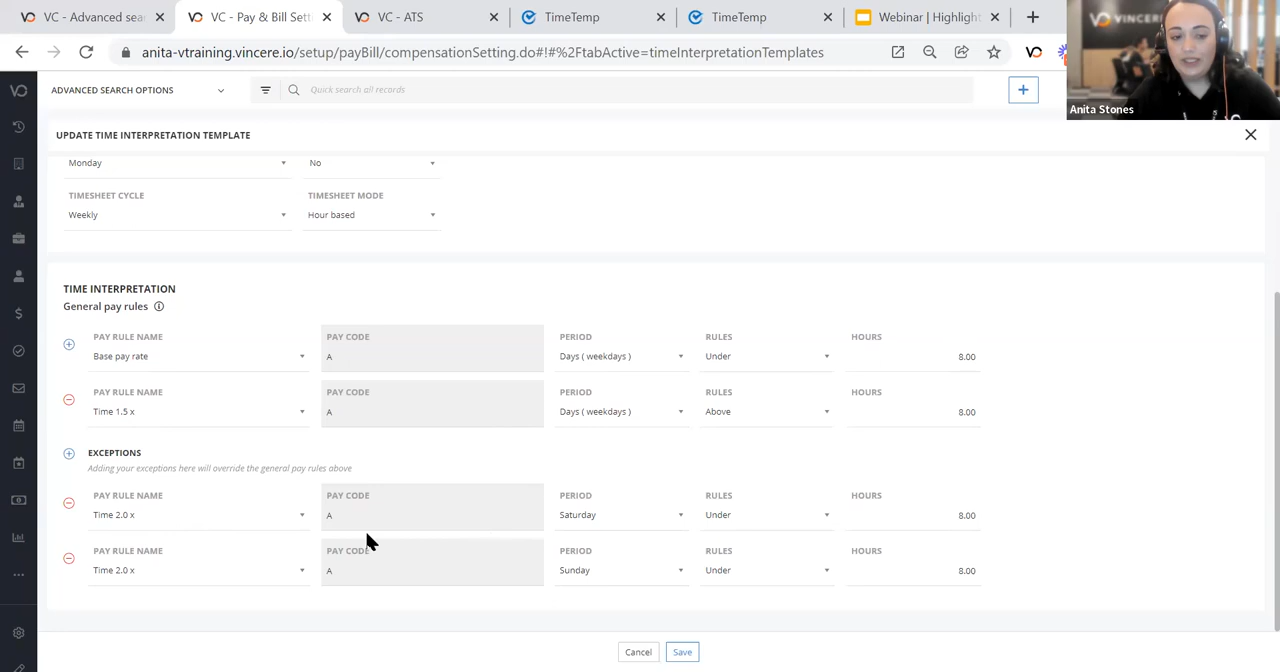 VC - Advanced sea
VC - Pay & Bill Sett
VC - ATS
TimeTemp
TimeTemp
Webinar | Highlight
anita-vtraining.vincere.io/setup/payBill/compensationSetting.do#!#%2FtabActive=timeInterpretationTemplates
VINCERE
Anita Stones
ADVANCED SEARCH OPTIONS
Quick search all records
UPDATE TIME INTERPRETATION TEMPLATE
Monday
No
TIMESHEET CYCLE
TIMESHEET MODE
Weekly
Hour based
TIME INTERPRETATION
General pay rules
PAY RULE NAME PAY CODE PERIOD RULES HOURS
Base pay rate A Days ( weekdays ) Under 8.00
PAY RULE NAME PAY CODE PERIOD RULES HOURS
Time 1.5 x A Days ( weekdays ) Above 8.00
EXCEPTIONS
Adding your exceptions here will override the general pay rules above
PAY RULE NAME PAY CODE PERIOD RULES HOURS
Time 2.0 x A Saturday Under 8.00
PAY RULE NAME PAY CODE PERIOD RULES HOURS
Time 2.0 x A Sunday Under 8.00
Cancel
Save